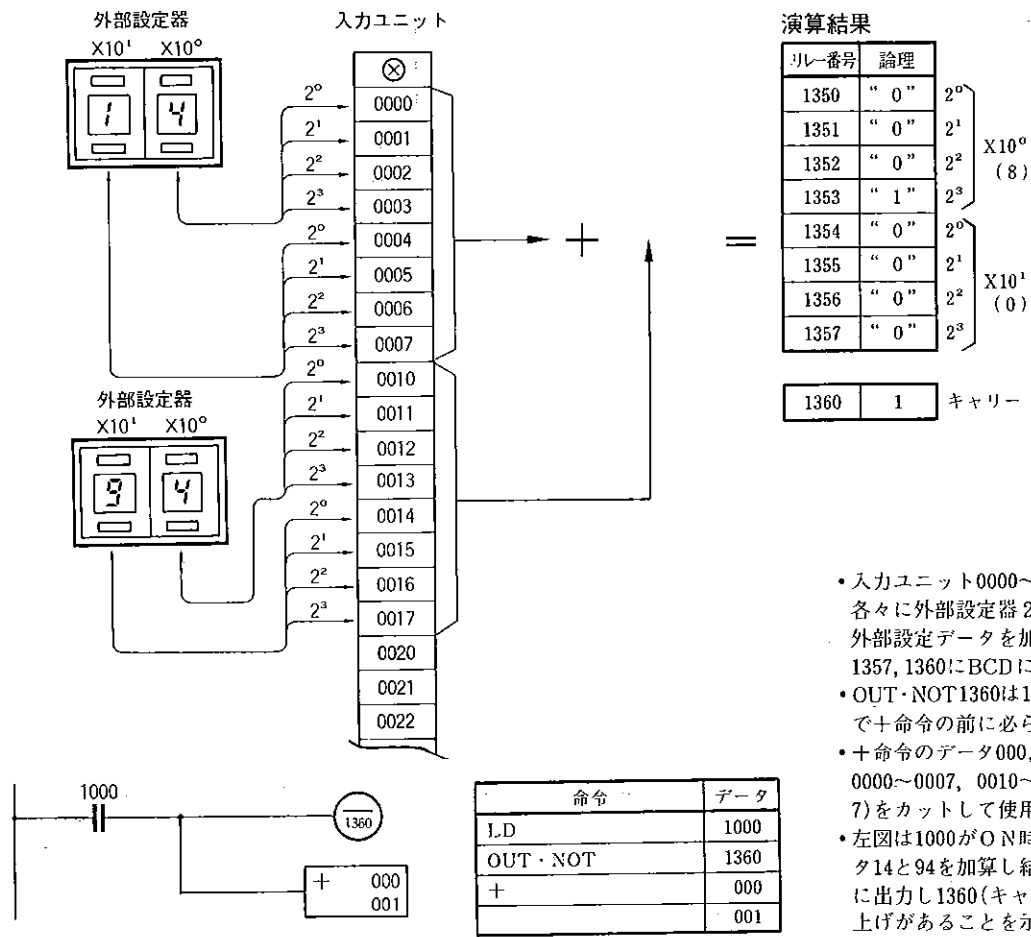 外部設定器
X10¹ X10⁰
1 4
入力ユニット
2⁰ 0000
2¹ 0001
2² 0002
2³ 0003
2⁰ 0004
2¹ 0005
2² 0006
2³ 0007
2⁰ 0010
2¹ 0011
2² 0012
2³ 0013
2⁰ 0014
2¹ 0015
2² 0016
2³ 0017
0020
0021
0022
外部設定器
X10¹ X10⁰
9 4
+
=
演算結果
リレー番号 論理
1350 “ 0 ” 2⁰
1351 “ 0 ” 2¹
1352 “ 0 ” 2²
1353 “ 1 ” 2³
X10⁰
(8)
1354 “ 0 ” 2⁰
1355 “ 0 ” 2¹
1356 “ 0 ” 2²
1357 “ 0 ” 2³
X10¹
(0)
1360 1 キャリー
・入力ユニット0000〜
各々に外部設定器2
外部設定データを加
1357, 1360にBCDに
・OUT・NOT1360は1
で+命令の前に必ら
・+命令のデータ000,
0000〜0007, 0010〜
7)をカットして使用
・左図は1000がON時
タ14と94を加算し結
に出力し1360(キャ
上げがあることを示
1000
1360
+ 000
001
命令 データ
LD 1000
OUT・NOT 1360
+ 000
001